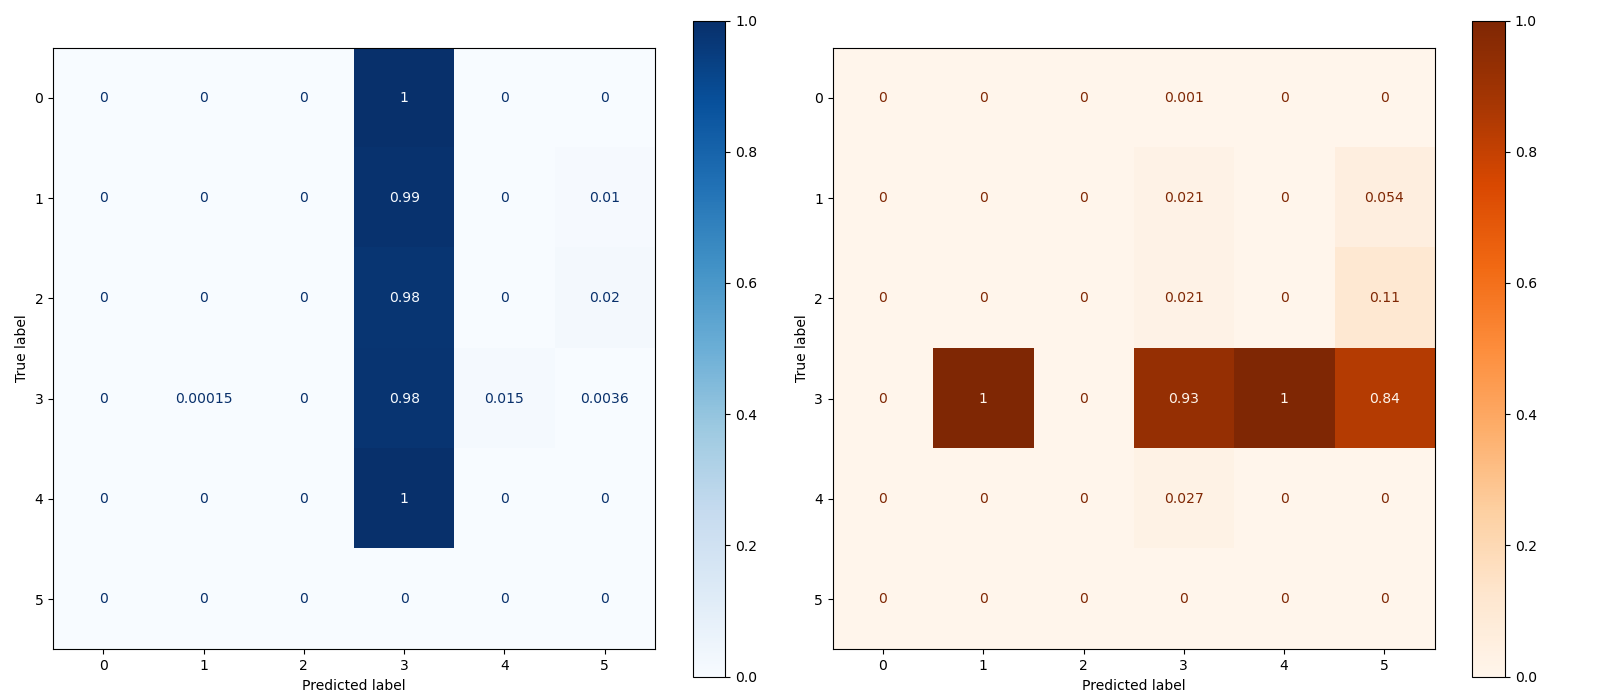 1.0
0 0 0 0 1 0 0
0.8
1 0 0 0 0.99 0 0.01
0.6
2 0 0 0 0.98 0 0.02
True label
0.4
3 0 0.00015 0 0.98 0.015 0.0036
4 0 0 0 1 0 0
0.2
5 0 0 0 0 0 0
0.0
0 1 2 3 4 5
Predicted label
1.0
0 0 0 0 0.001 0 0
0.8
1 0 0 0 0.021 0 0.054
0.6
2 0 0 0 0.021 0 0.11
True label
0.4
3 0 1 0 0.93 1 0.84
4 0 0 0 0.027 0 0
0.2
5 0 0 0 0 0 0
0.0
0 1 2 3 4 5
Predicted label